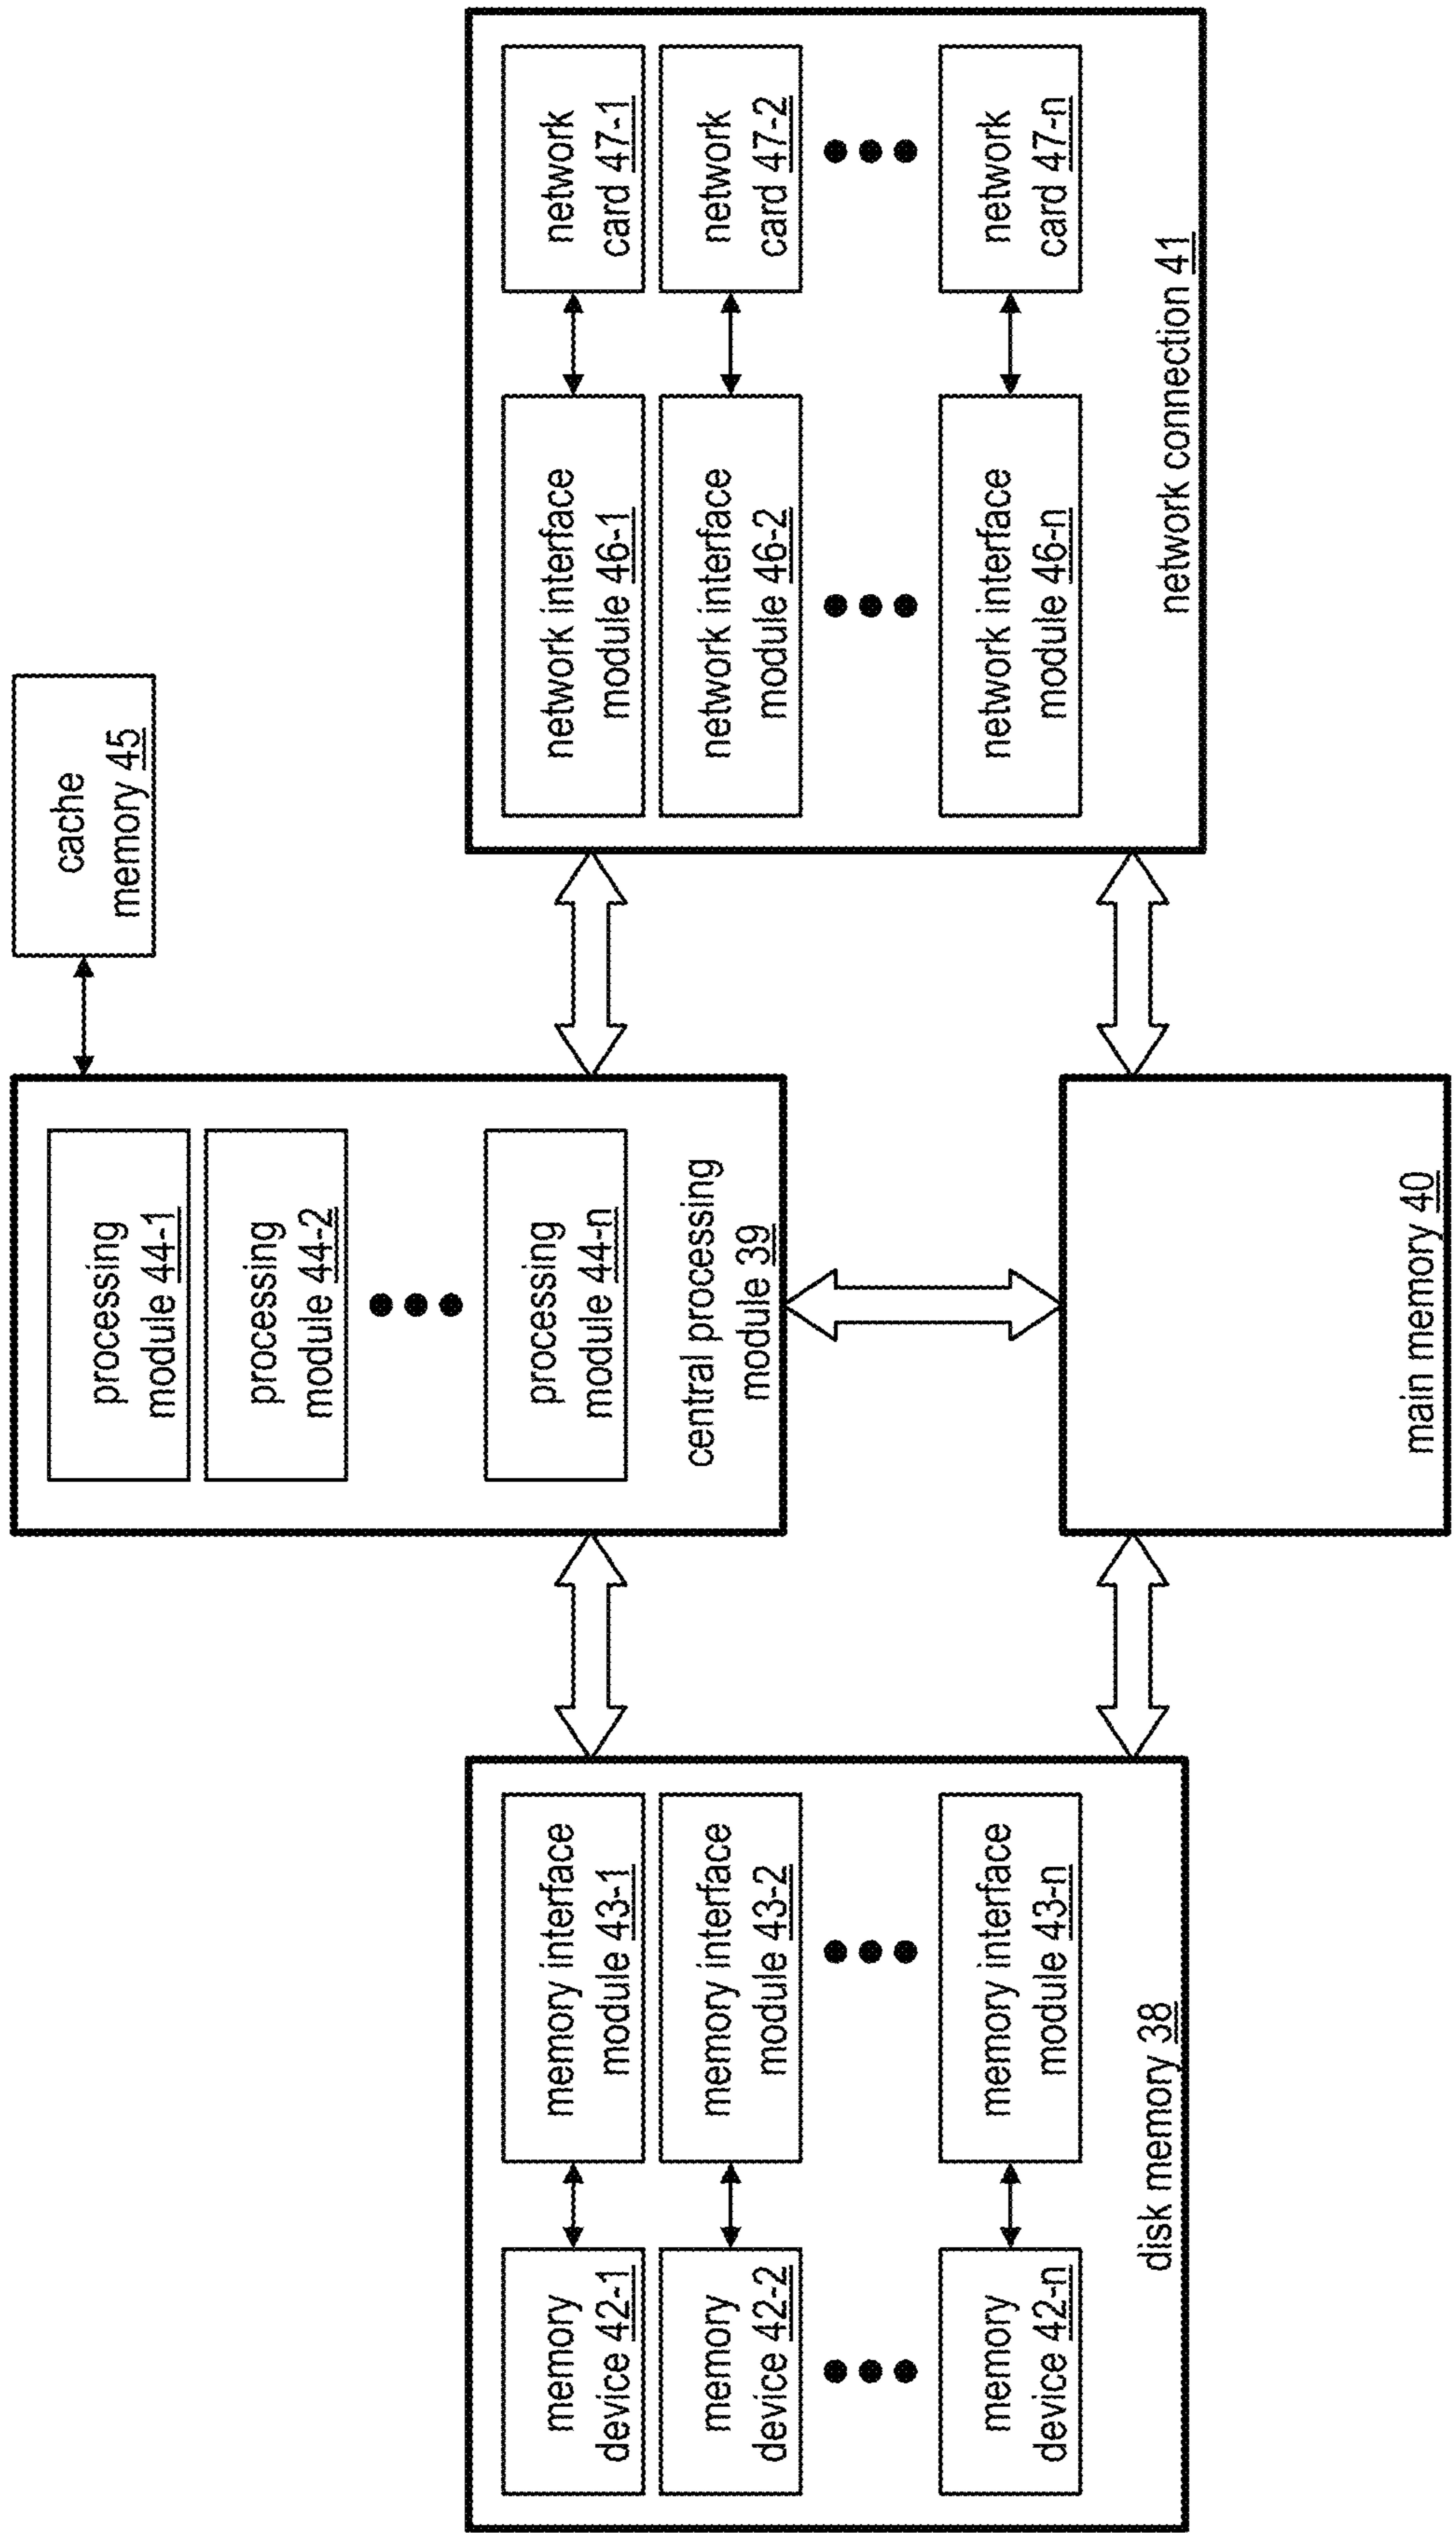 cache
memory 45
processing
module 44-1
processing
module 44-2
processing
module 44-n
central processing
module 39
memory
device 42-1
memory interface
module 43-1
memory
device 42-2
memory interface
module 43-2
memory
device 42-n
memory interface
module 43-n
disk memory 38
network interface
module 46-1
network
card 47-1
network interface
module 46-2
network
card 47-2
network interface
module 46-n
network
card 47-n
network connection 41
main memory 40